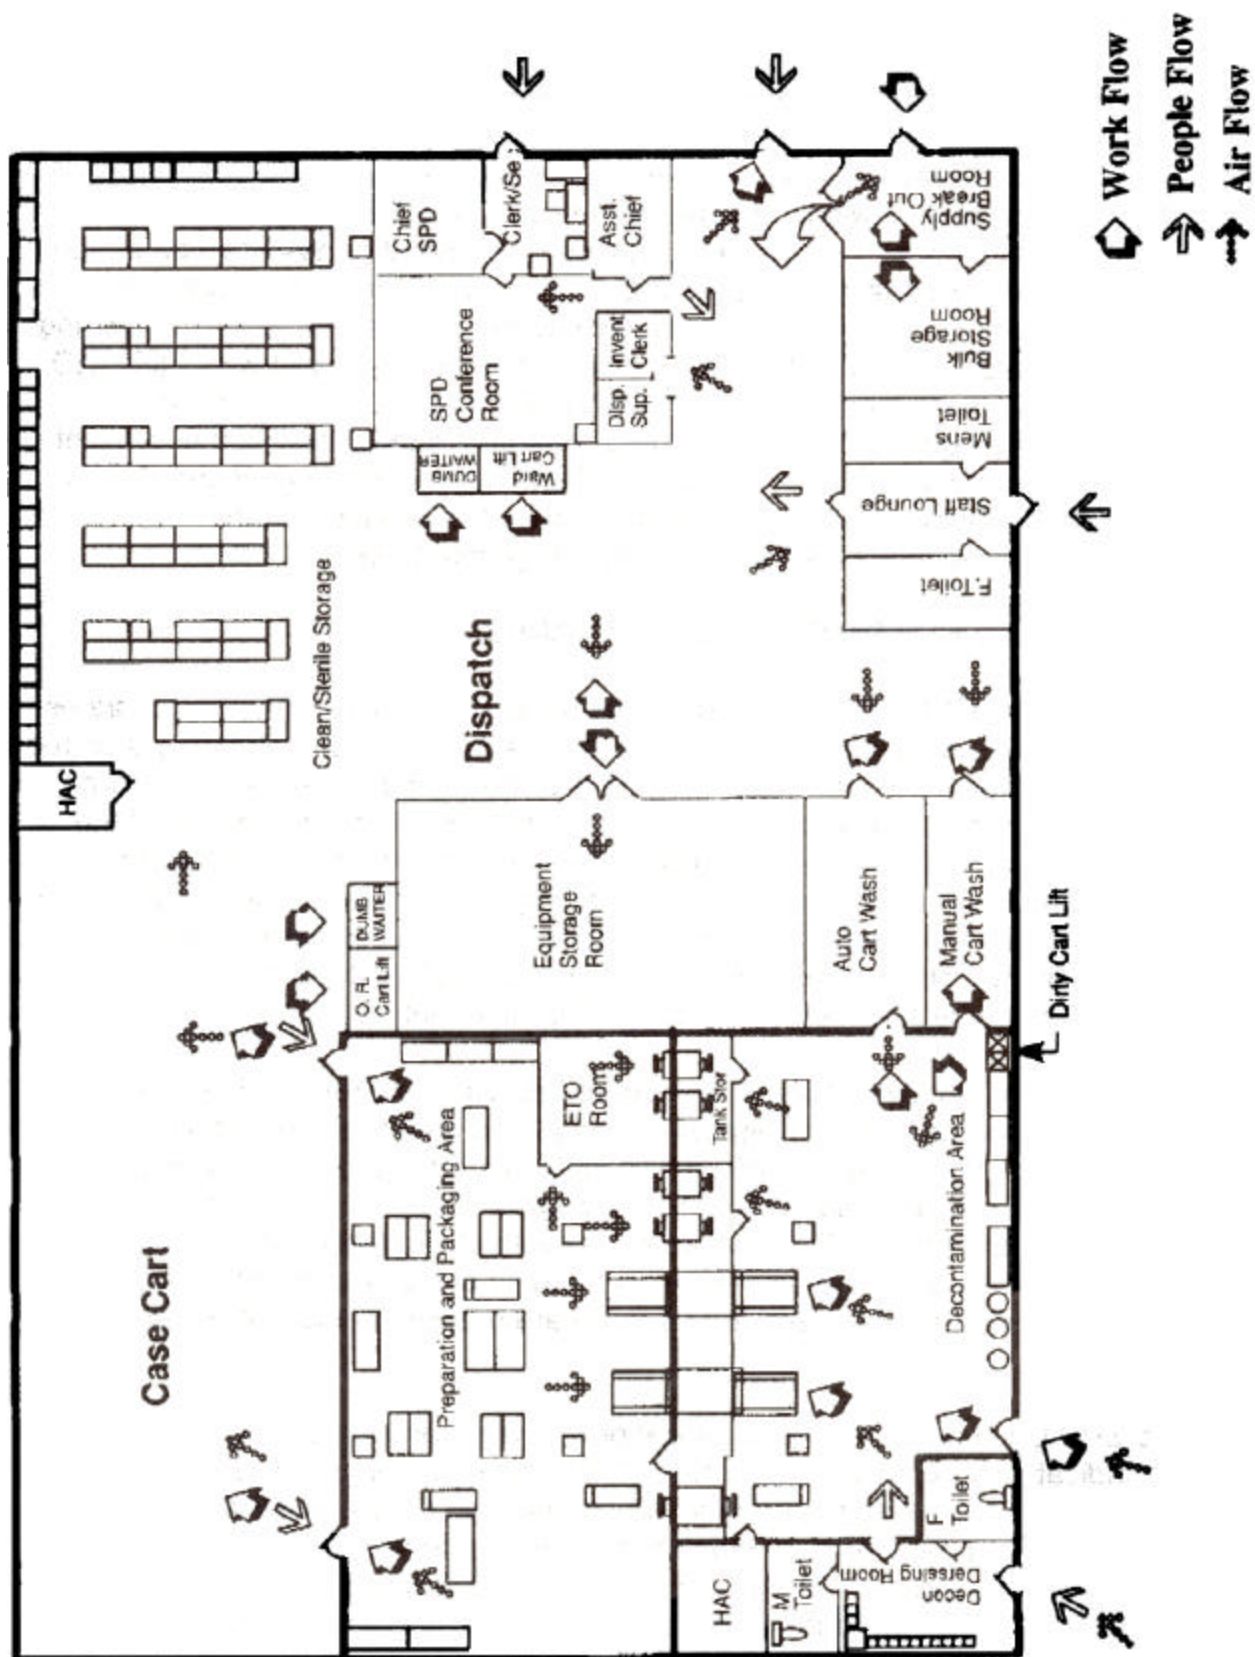 HAC
Clean/Sterile Storage
Chief
SPD
Clerk/Se
Asst.
Chief
SPD
Conference
Room
Invent
Clerk
Disp.
Sup.
DUMB
WAITER
Ward
Cart Lift
Dispatch
Supply
Break Out
Room
Bulk
Storage
Room
Mens
Toilet
Staff Lounge
F.Toilet
Case Cart
O. R.
Cart Lift
DUMB
WAITER
Equipment
Storage
Room
Auto
Cart Wash
Manual
Cart Wash
Dirty Cart Lift
Preparation and Packaging Area
ETO
Room
Tank Stor
Decontamination Area
HAC
M
Toilet
F
Toilet
Decon
Derssing Room
Work Flow
People Flow
Air Flow